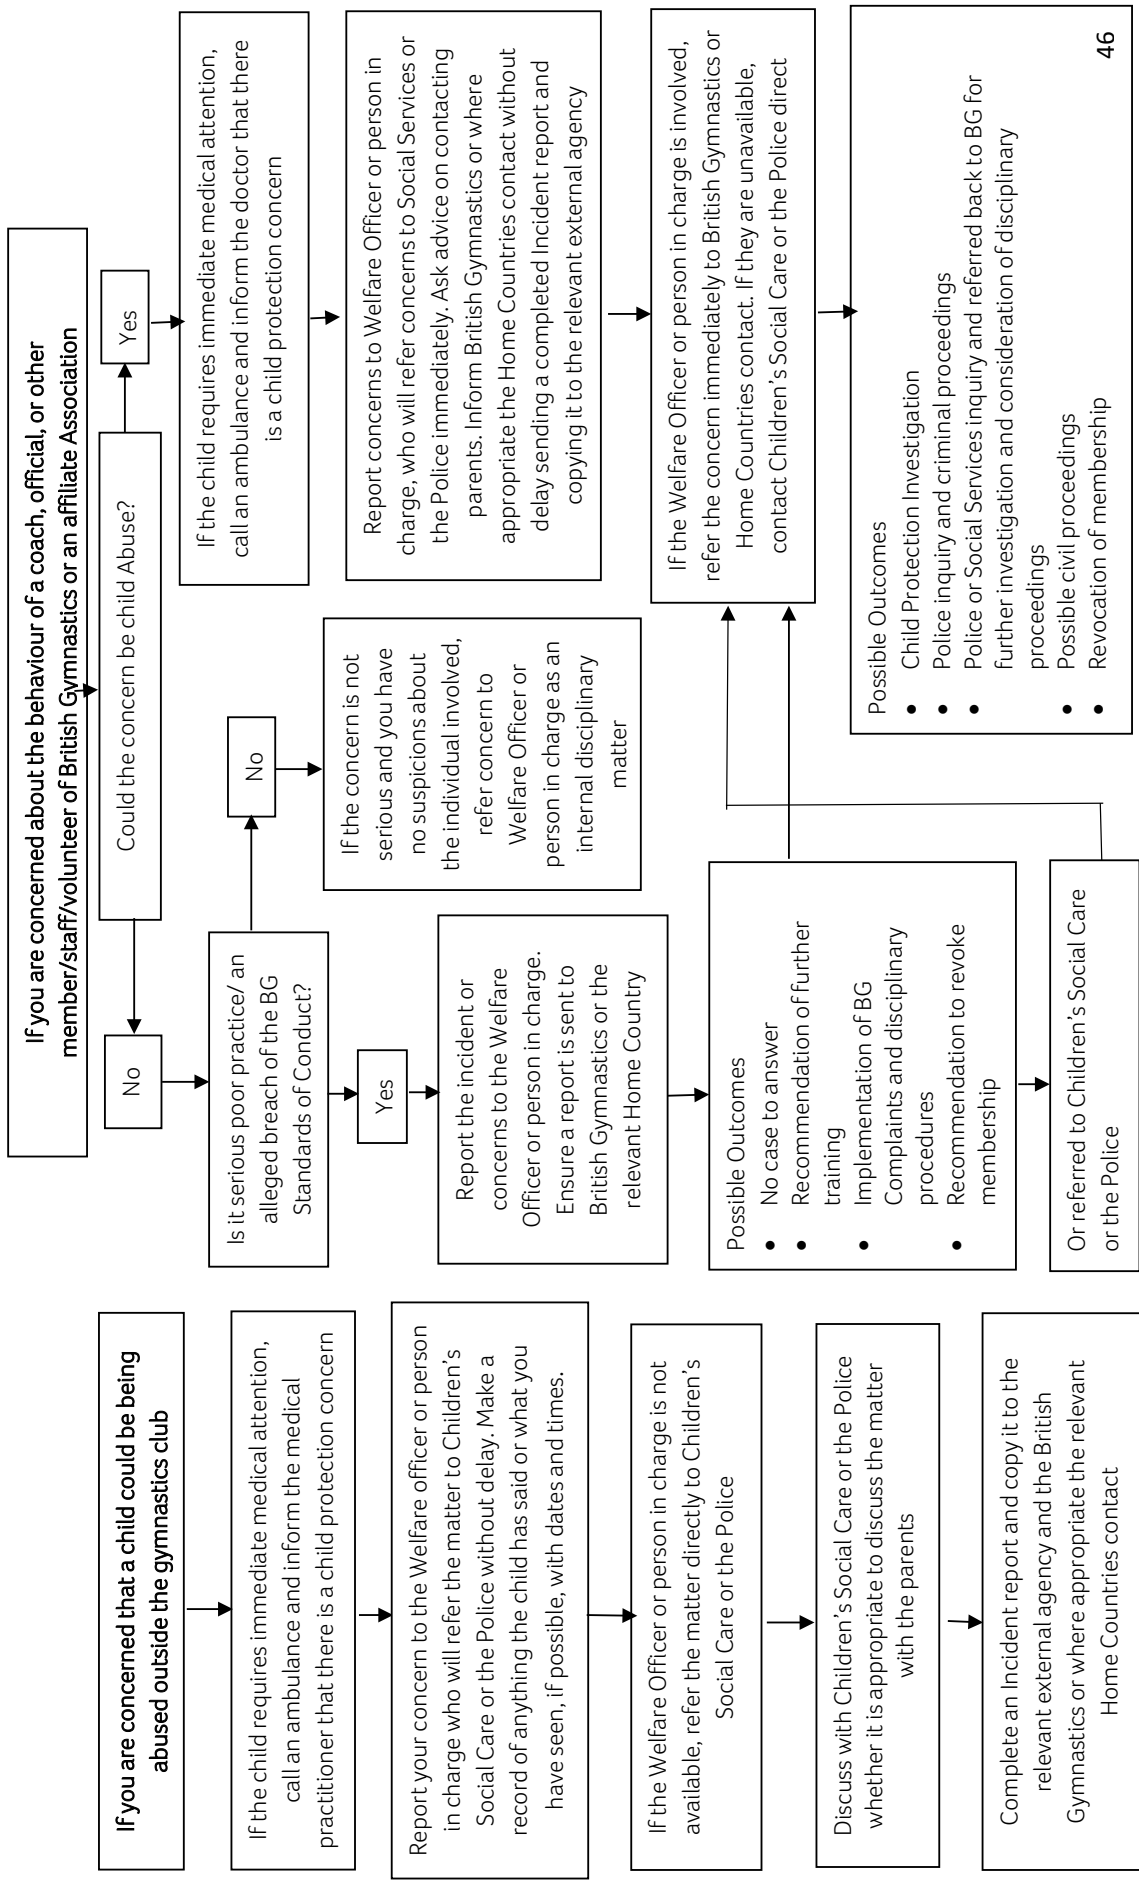 If you are concerned that a child could be being
abused outside the gymnastics club
If the child requires immediate medical attention,
call an ambulance and inform the medical
practitioner that there is a child protection concern
Report your concern to the Welfare officer or person
in charge who will refer the matter to Children's
Social Care or the Police without delay. Make a
record of anything the child has said or what you
have seen, if possible, with dates and times.
If the Welfare Officer or person in charge is not
available, refer the matter directly to Children's
Social Care or the Police
Discuss with Children's Social Care or the Police
whether it is appropriate to discuss the matter
with the parents
Complete an Incident report and copy it to the
relevant external agency and the British
Gymnastics or where appropriate the relevant
Home Countries contact
If you are concerned about the behaviour of a coach, official, or other
member/staff/volunteer of British Gymnastics or an affiliate Association
Could the concern be child Abuse?
No
Yes
Is it serious poor practice/ an
alleged breach of the BG
Standards of Conduct?
No
Yes
If the concern is not
serious and you have
no suspicions about
the individual involved,
refer concern to
Welfare Officer or
person in charge as an
internal disciplinary
matter
Report the incident or
concerns to the Welfare
Officer or person in charge.
Ensure a report is sent to
British Gymnastics or the
relevant Home Country
Possible Outcomes
• No case to answer
• Recommendation of further
training
• Implementation of BG
Complaints and disciplinary
procedures
• Recommendation to revoke
membership
Or referred to Children's Social Care
or the Police
If the child requires immediate medical attention,
call an ambulance and inform the doctor that there
is a child protection concern
Report concerns to Welfare Officer or person in
charge, who will refer concerns to Social Services or
the Police immediately. Ask advice on contacting
parents. Inform British Gymnastics or where
appropriate the Home Countries contact without
delay sending a completed Incident report and
copying it to the relevant external agency
If the Welfare Officer or person in charge is involved,
refer the concern immediately to British Gymnastics or
Home Countries contact. If they are unavailable,
contact Children's Social Care or the Police direct
Possible Outcomes
• Child Protection Investigation
• Police inquiry and criminal proceedings
• Police or Social Services inquiry and referred back to BG for
further investigation and consideration of disciplinary
proceedings
• Possible civil proceedings
• Revocation of membership
46